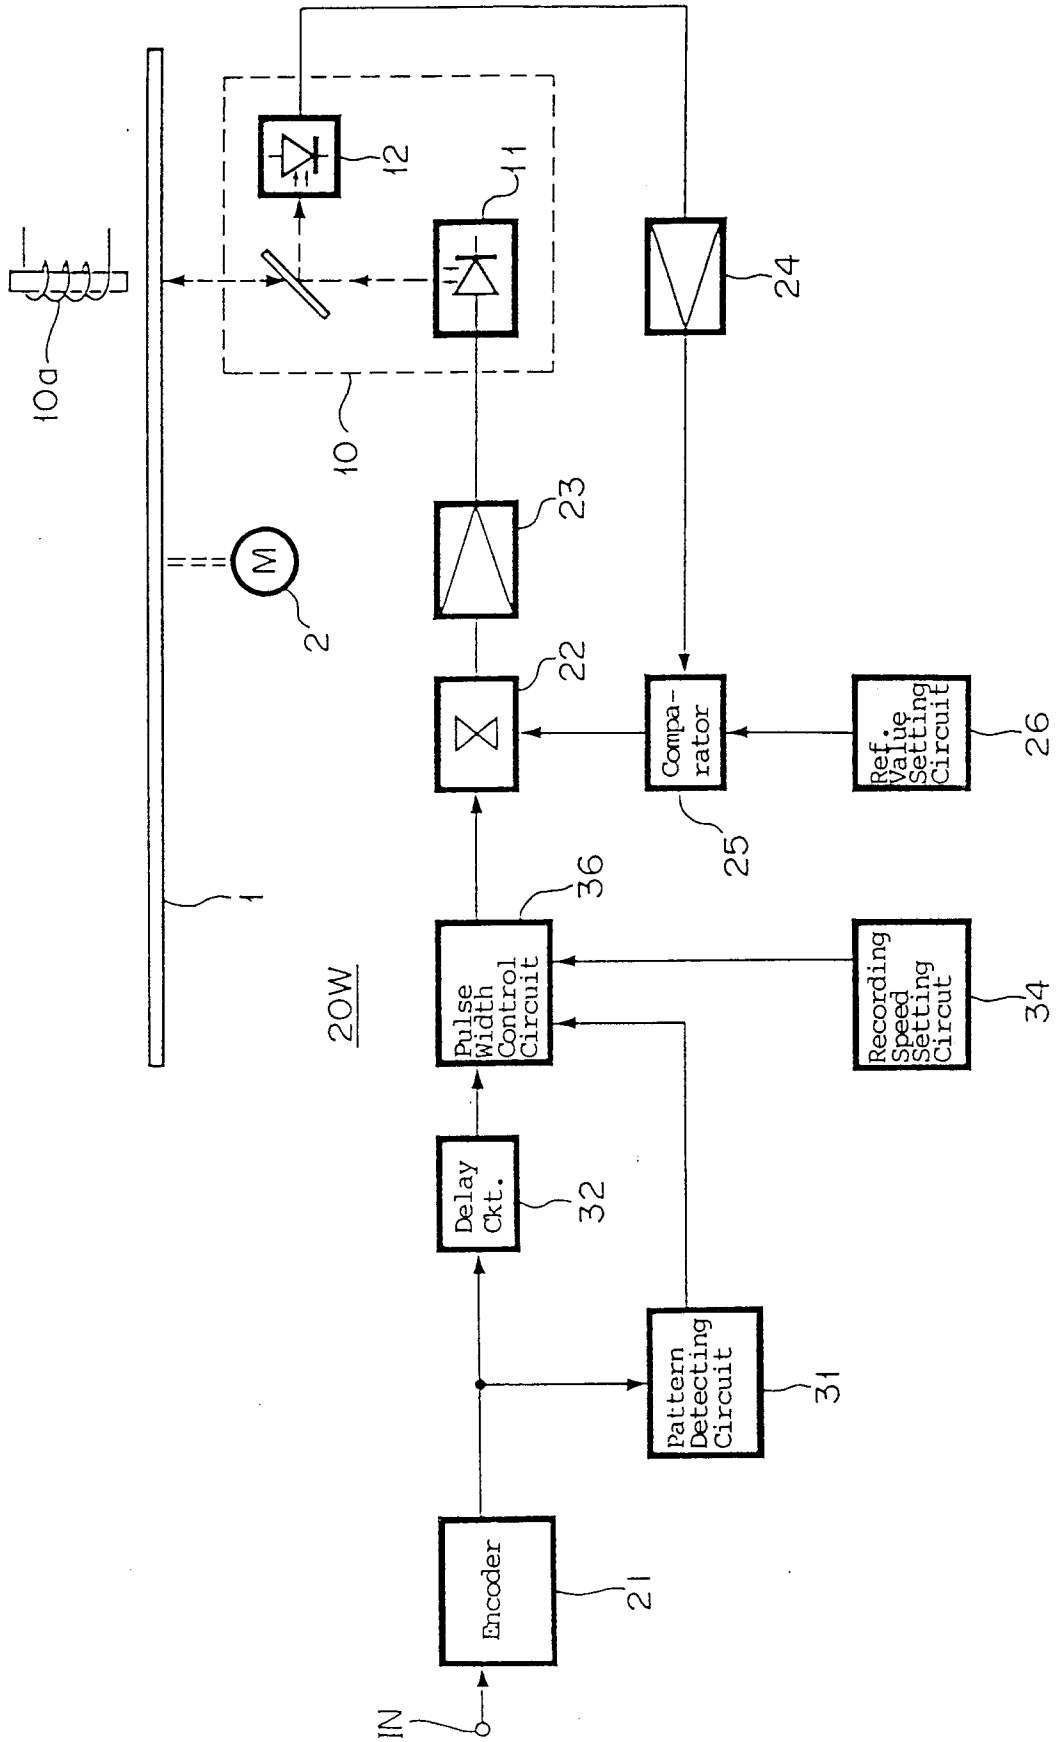 10a
1
M
2
10
12
11
20W
IN
Encoder
21
Delay
Ckt.
32
Pattern
Detecting
Circuit
31
Pulse
Width
Control
Circuit
36
22
23
24
Compa-
rator
25
Recording
Speed
Setting
Circut
34
Ref.
Value
Setting
Circuit
26